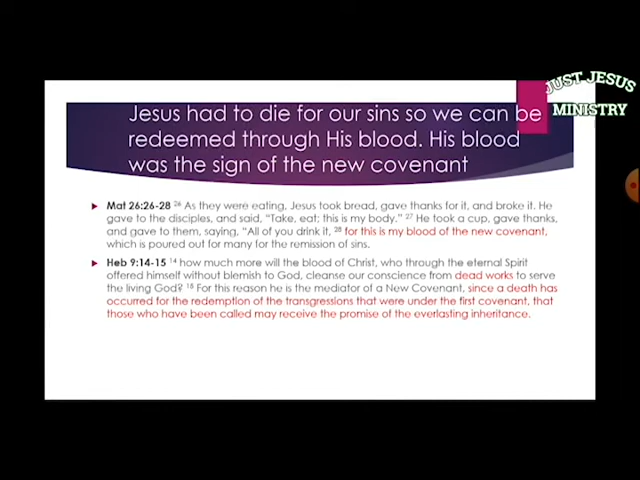 JUST JESUS
MINISTRY
Jesus had to die for our sins so we can be
redeemed through His blood. His blood
was the sign of the new covenant
Mat 26:26-28 26 As they were eating, Jesus took bread, gave thanks for it, and broke it. He
gave to the disciples, and said, “Take, eat; this is my body.” 27 He took a cup, gave thanks,
and gave to them, saying, “All of you drink it, 28 for this is my blood of the new covenant,
which is poured out for many for the remission of sins.
Heb 9:14-15 14 how much more will the blood of Christ, who through the eternal Spirit
offered himself without blemish to God, cleanse our conscience from dead works to serve
the living God? 15 For this reason he is the mediator of a New Covenant, since a death has
occurred for the redemption of the transgressions that were under the first covenant, that
those who have been called may receive the promise of the everlasting inheritance.